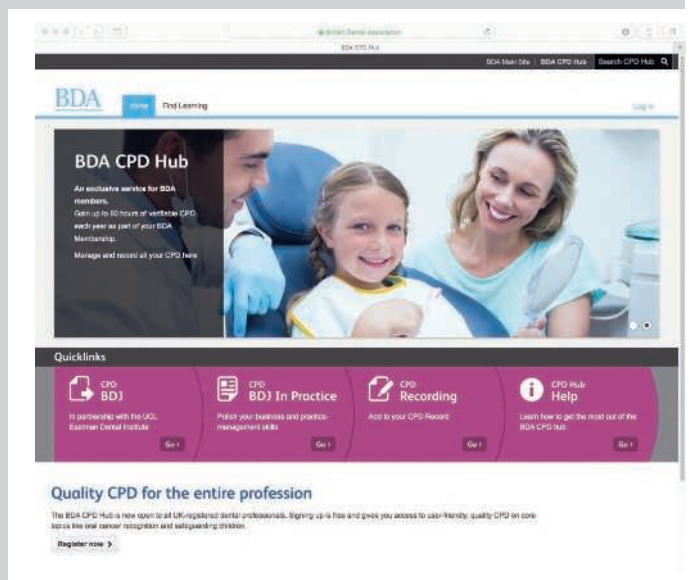 British Dental Association
BDA CPD Hub
BDA Main Site | BDA CPD Hub Search CPD Hub
BDA Home Find Learning Log in
BDA CPD Hub
An exclusive service for BDA
members.
Gain up to 60 hours of verifiable CPD
each year as part of your BDA
Membership.
Manage and record all your CPD here
Quicklinks
CPD
BDJ
In partnership with the UCL
Eastman Dental Institute
Go ›
CPD
BDJ In Practice
Polish your business and practice-
management skills
Go ›
CPD
Recording
Add to your CPD Record
Go ›
CPD Hub
Help
Learn how to get the most out of the
BDA CPD hub
Go ›
Quality CPD for the entire profession
The BDA CPD Hub is now open to all UK-registered dental professionals. Signing up is free and gives you access to user-friendly, quality CPD on core
topics like oral cancer recognition and safeguarding children.
Register now ›